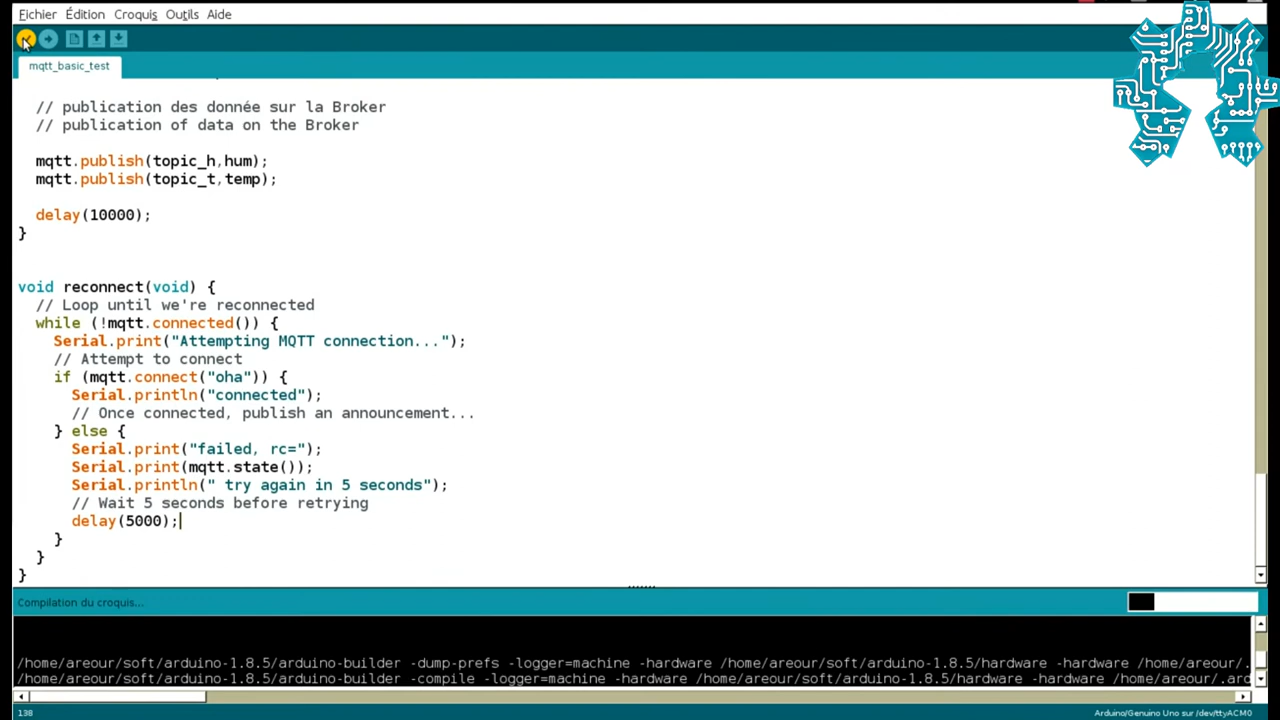 Fichier Édition Croquis Outils Aide
mqtt_basic_test
// publication des donnée sur la Broker
// publication of data on the Broker
mqtt.publish(topic_h,hum);
mqtt.publish(topic_t,temp);
delay(10000);
}
void reconnect(void) {
// Loop until we're reconnected
while (!mqtt.connected()) {
Serial.print("Attempting MQTT connection...");
// Attempt to connect
if (mqtt.connect("oha")) {
Serial.println("connected");
// Once connected, publish an announcement...
} else {
Serial.print("failed, rc=");
Serial.print(mqtt.state());
Serial.println(" try again in 5 seconds");
// Wait 5 seconds before retrying
delay(5000);
}
}
}
Compilation du croquis...
/home/areour/soft/arduino-1.8.5/arduino-builder -dump-prefs -logger=machine -hardware /home/areour/soft/arduino-1.8.5/hardware -hardware /home/areour/.
/home/areour/soft/arduino-1.8.5/arduino-builder -compile -logger=machine -hardware /home/areour/soft/arduino-1.8.5/hardware -hardware /home/areour/.ard
138
Arduino/Genuino Uno sur /dev/ttyACM0